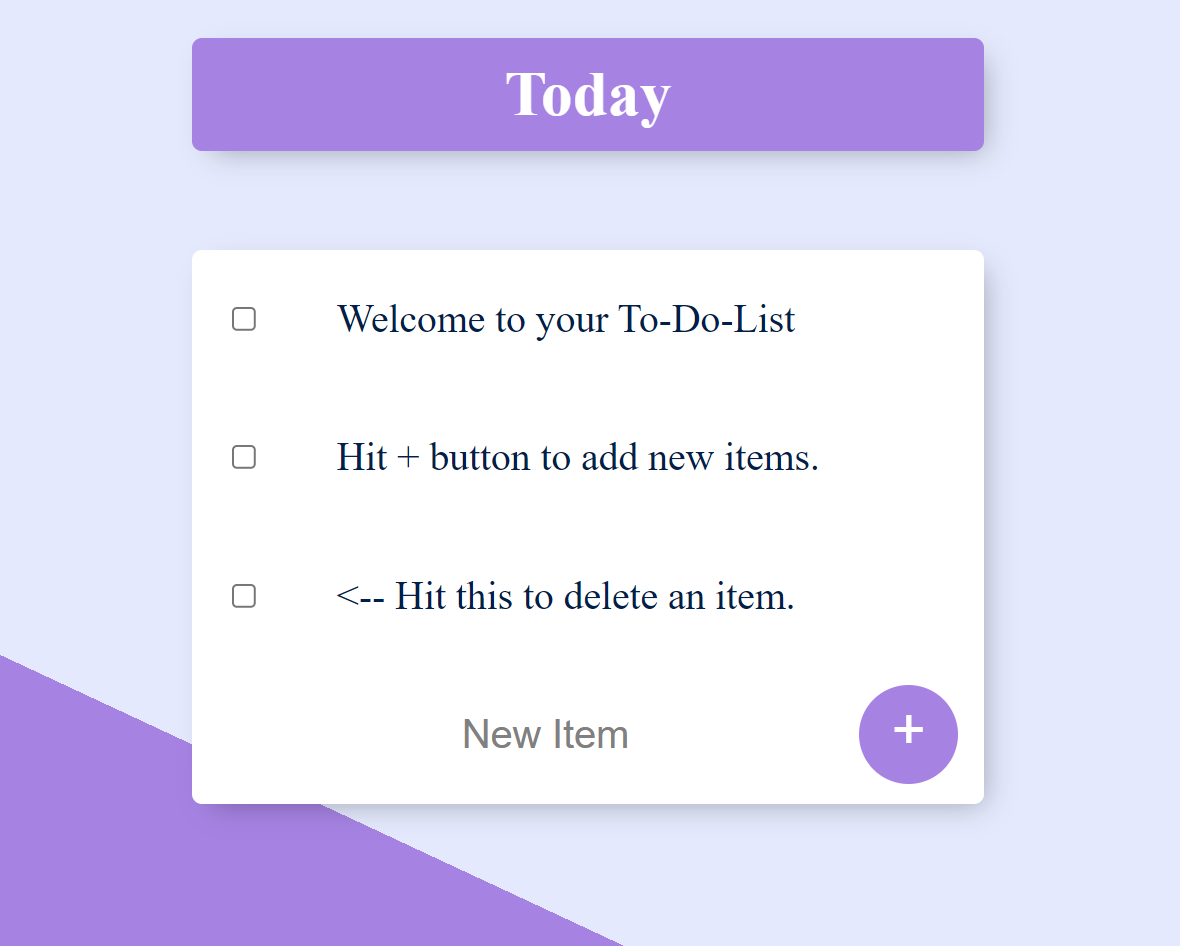 Today
Welcome to your To-Do-List
Hit + button to add new items.
<-- Hit this to delete an item.
New Item
+